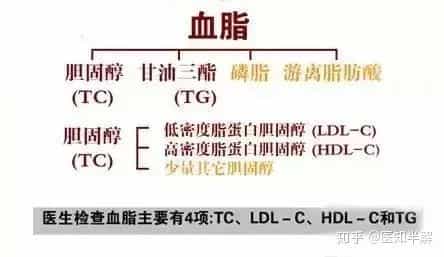 血脂
胆固醇 甘油三酯 磷脂 游离脂肪酸
(TC) (TG)
胆固醇
(TC)
低密度脂蛋白胆固醇 (LDL-C)
高密度脂蛋白胆固醇 (HDL-C)
少量其它胆固醇
医生检查血脂主要有4项:TC、LDL-C、HDL-C和TG
知乎 @医知半解